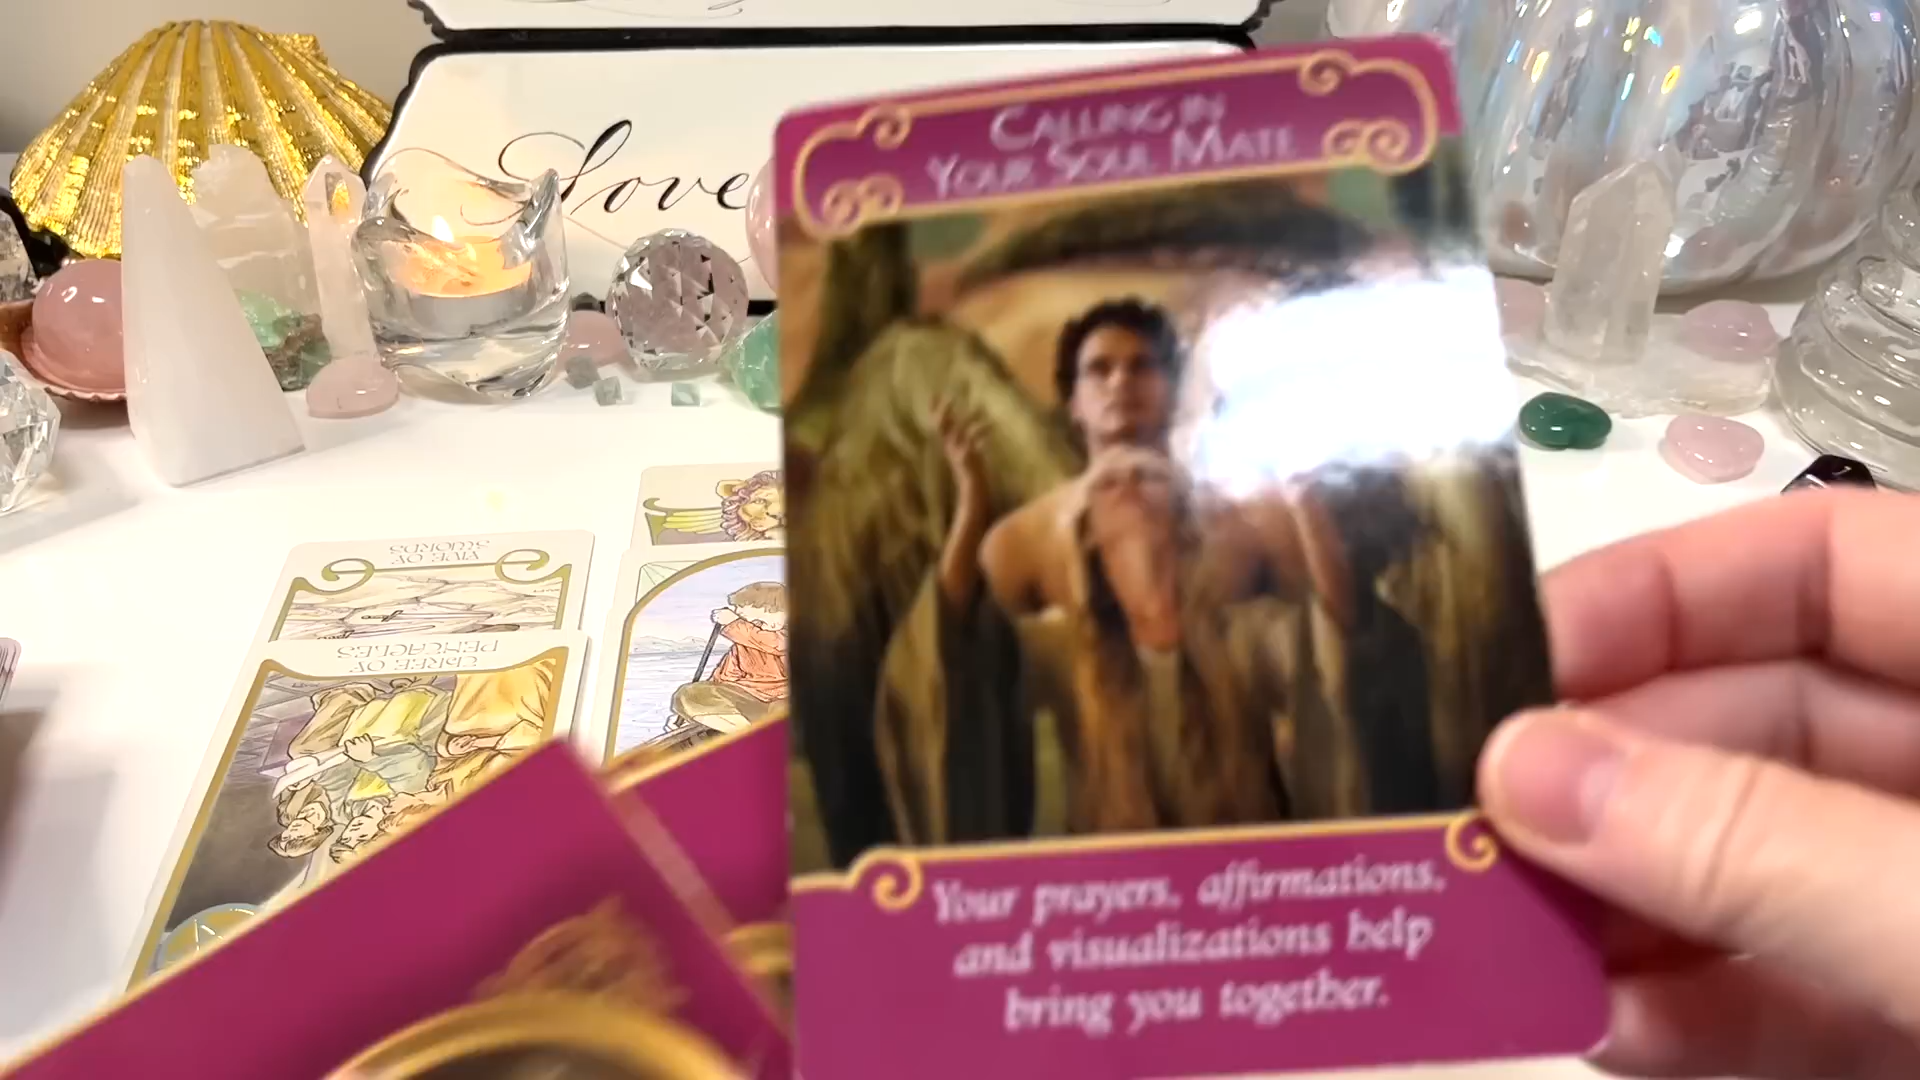 Love
CALLING IN
YOUR SOUL MATE
FIVE OF
SWORDS
THREE OF
PENTACLES
Your prayers, affirmations,
and visualizations help
bring you together.